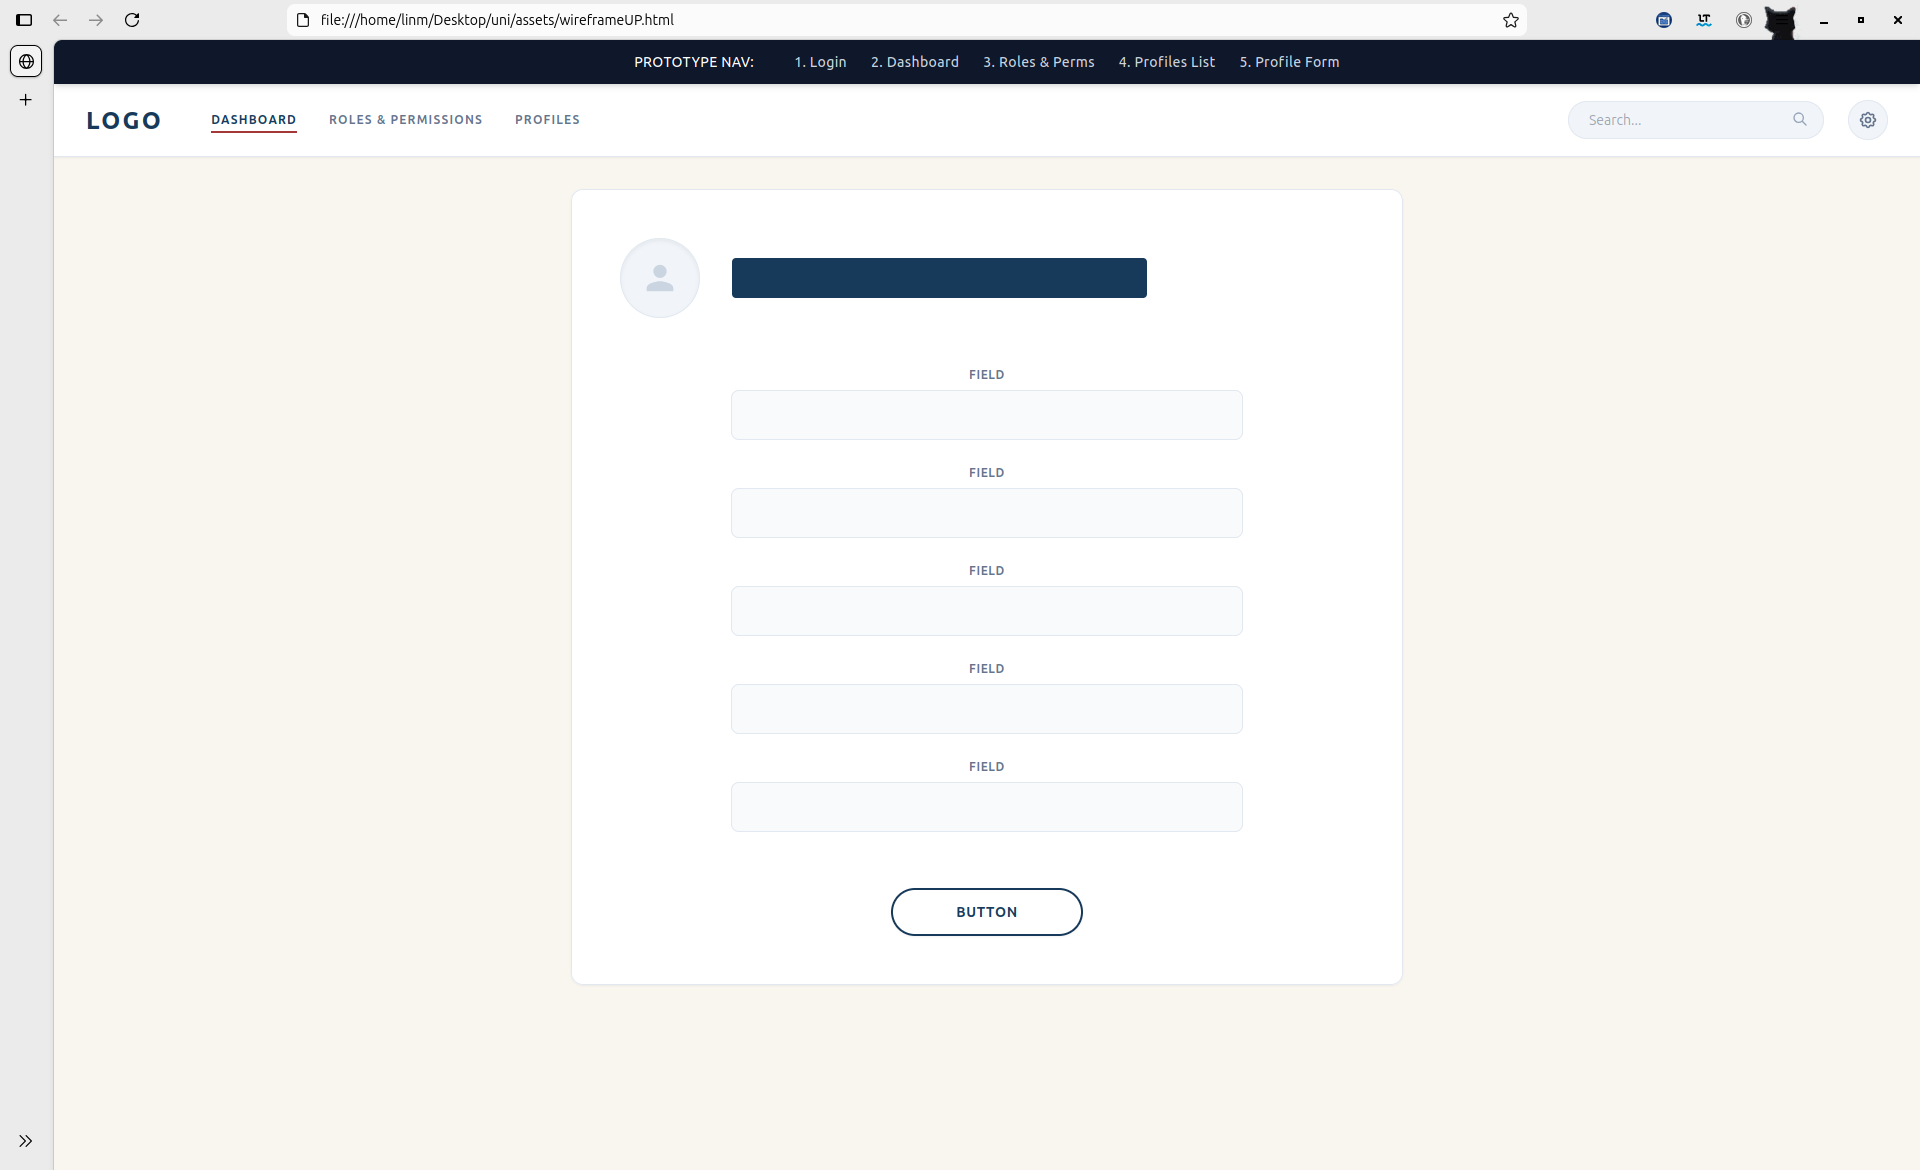 file:///home/linm/Desktop/uni/assets/wireframeUP.html
LT
PROTOTYPE NAV: 1. Login 2. Dashboard 3. Roles & Perms 4. Profiles List 5. Profile Form
LOGO DASHBOARD ROLES & PERMISSIONS PROFILES Search...
FIELD
FIELD
FIELD
FIELD
FIELD
BUTTON